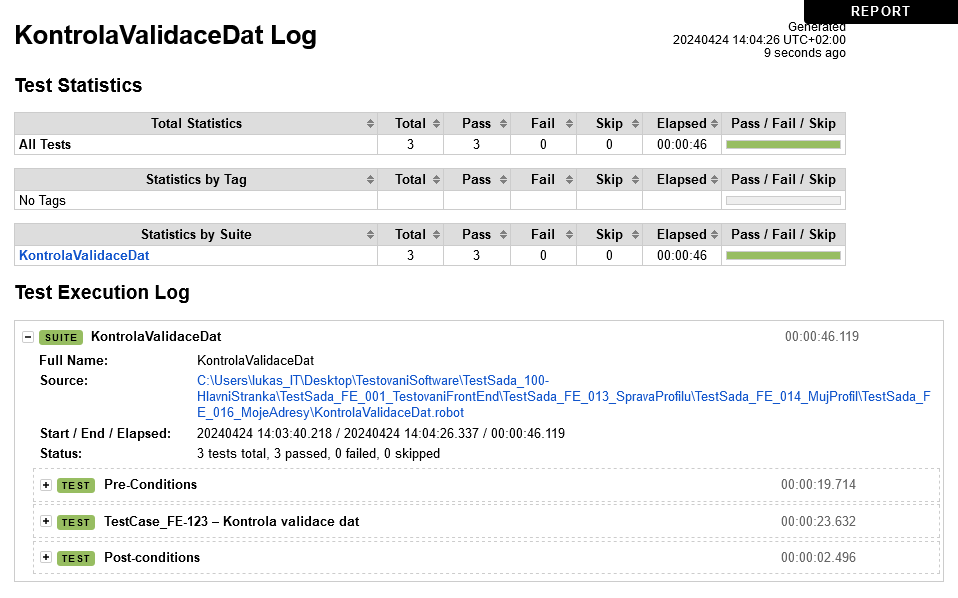 REPORT
KontrolaValidaceDat Log
Generated
20240424 14:04:26 UTC+02:00
9 seconds ago
Test Statistics
Total Statistics Total Pass Fail Skip Elapsed Pass / Fail / Skip
All Tests 3 3 0 0 00:00:46
Statistics by Tag Total Pass Fail Skip Elapsed Pass / Fail / Skip
No Tags
Statistics by Suite Total Pass Fail Skip Elapsed Pass / Fail / Skip
KontrolaValidaceDat 3 3 0 0 00:00:46
Test Execution Log
SUITE KontrolaValidaceDat 00:00:46.119
Full Name: KontrolaValidaceDat
Source: C:\Users\lukas_IT\Desktop\TestovaniSoftware\TestSada_100-
HlavniStranka\TestSada_FE_001_TestovaniFrontEnd\TestSada_FE_013_SpravaProfilu\TestSada_FE_014_MujProfil\TestSada_F
E_016_MojeAdresy\KontrolaValidaceDat.robot
Start / End / Elapsed: 20240424 14:03:40.218 / 20240424 14:04:26.337 / 00:00:46.119
Status: 3 tests total, 3 passed, 0 failed, 0 skipped
TEST Pre-Conditions 00:00:19.714
TEST TestCase_FE-123 – Kontrola validace dat 00:00:23.632
TEST Post-conditions 00:00:02.496